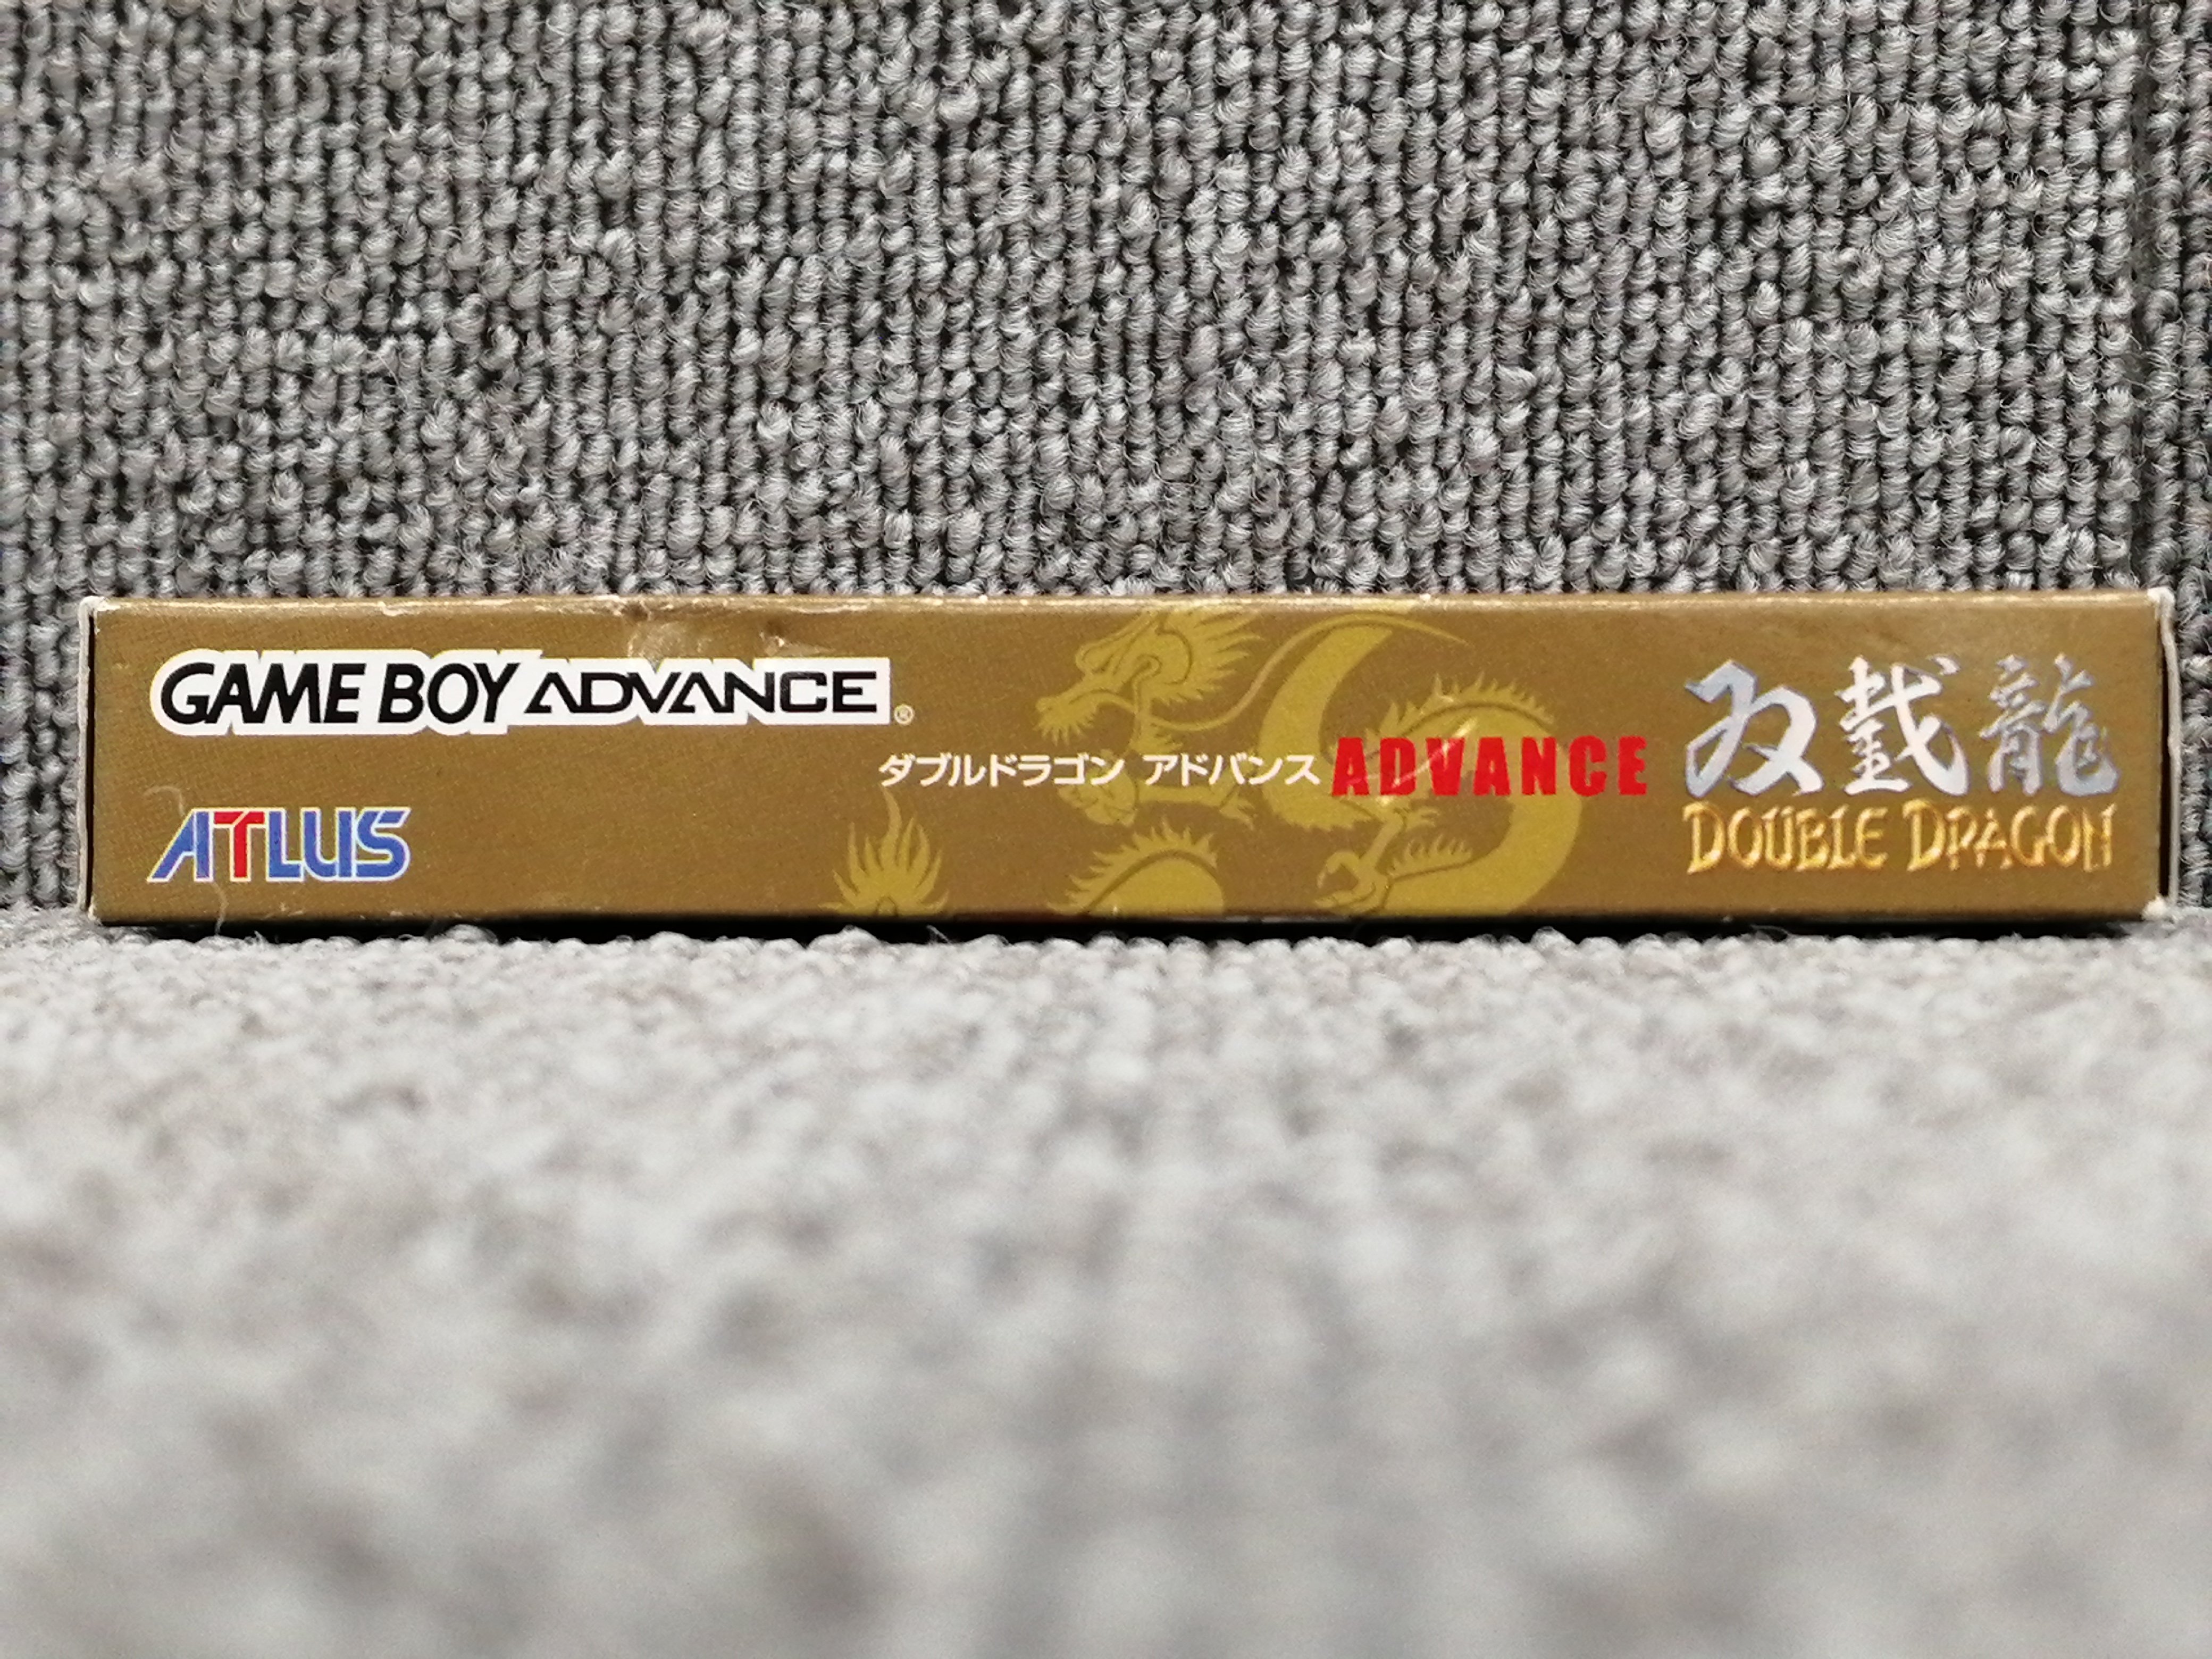 GAME BOY ADVANCE®
ATLUS
ダブルドラゴン アドバンス
ADVANCE
双截龍
DOUBLE DRAGON